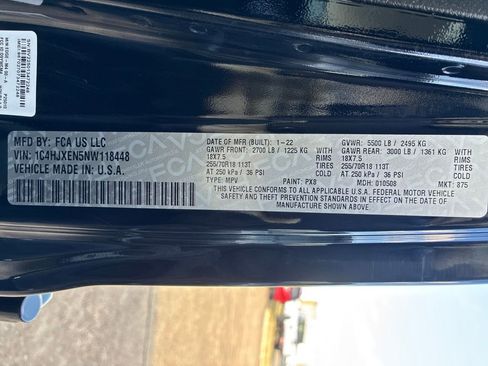 MFD BY: FCA US LLC
VIN: 1C4HJXEN5NW118448
VEHICLE MADE IN: U.S.A.
DATE OF MFR (BUILT): 1-22
GAWR FRONT: 2700 LB / 1225 KG
18X7.5 RIMS
255/70R18 113T TIRES
AT 250 kPa / 36 PSI COLD
TYPE: MPV PAINT: PX8
GVWR: 5500 LB / 2495 KG
GAWR REAR: 3000 LB / 1361 KG
18X7.5 RIMS
255/70R18 113T TIRES
AT 250 kPa / 36 PSI COLD
MCH: 010508 MKT: 875
THIS VEHICLE CONFORMS TO ALL APPLICABLE U.S.A. FEDERAL MOTOR VEHICLE
SAFETY AND THEFT PREVENTION STANDARDS IN EFFECT ON THE DATE OF
MANUFACTURE SHOWN ABOVE.